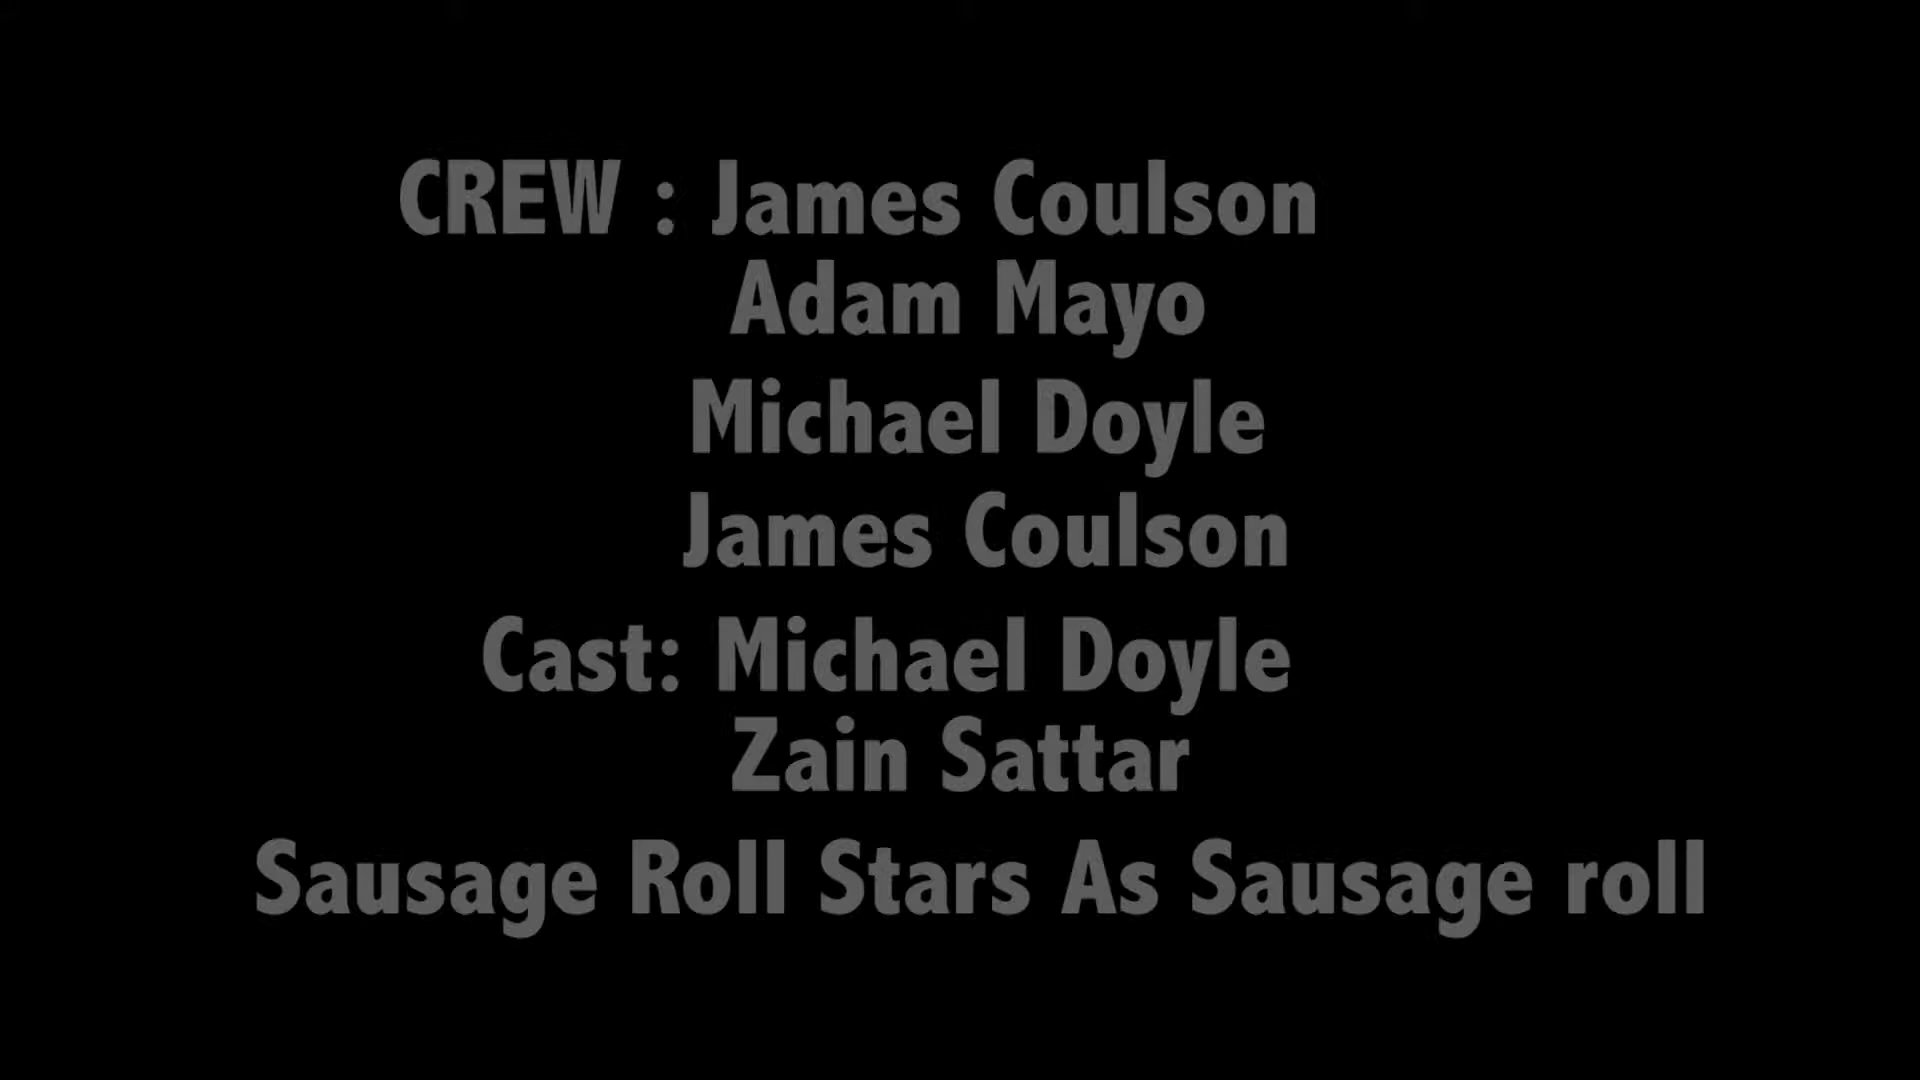 CREW : James Coulson
Adam Mayo
Michael Doyle
James Coulson
Cast: Michael Doyle
Zain Sattar
Sausage Roll Stars As Sausage roll